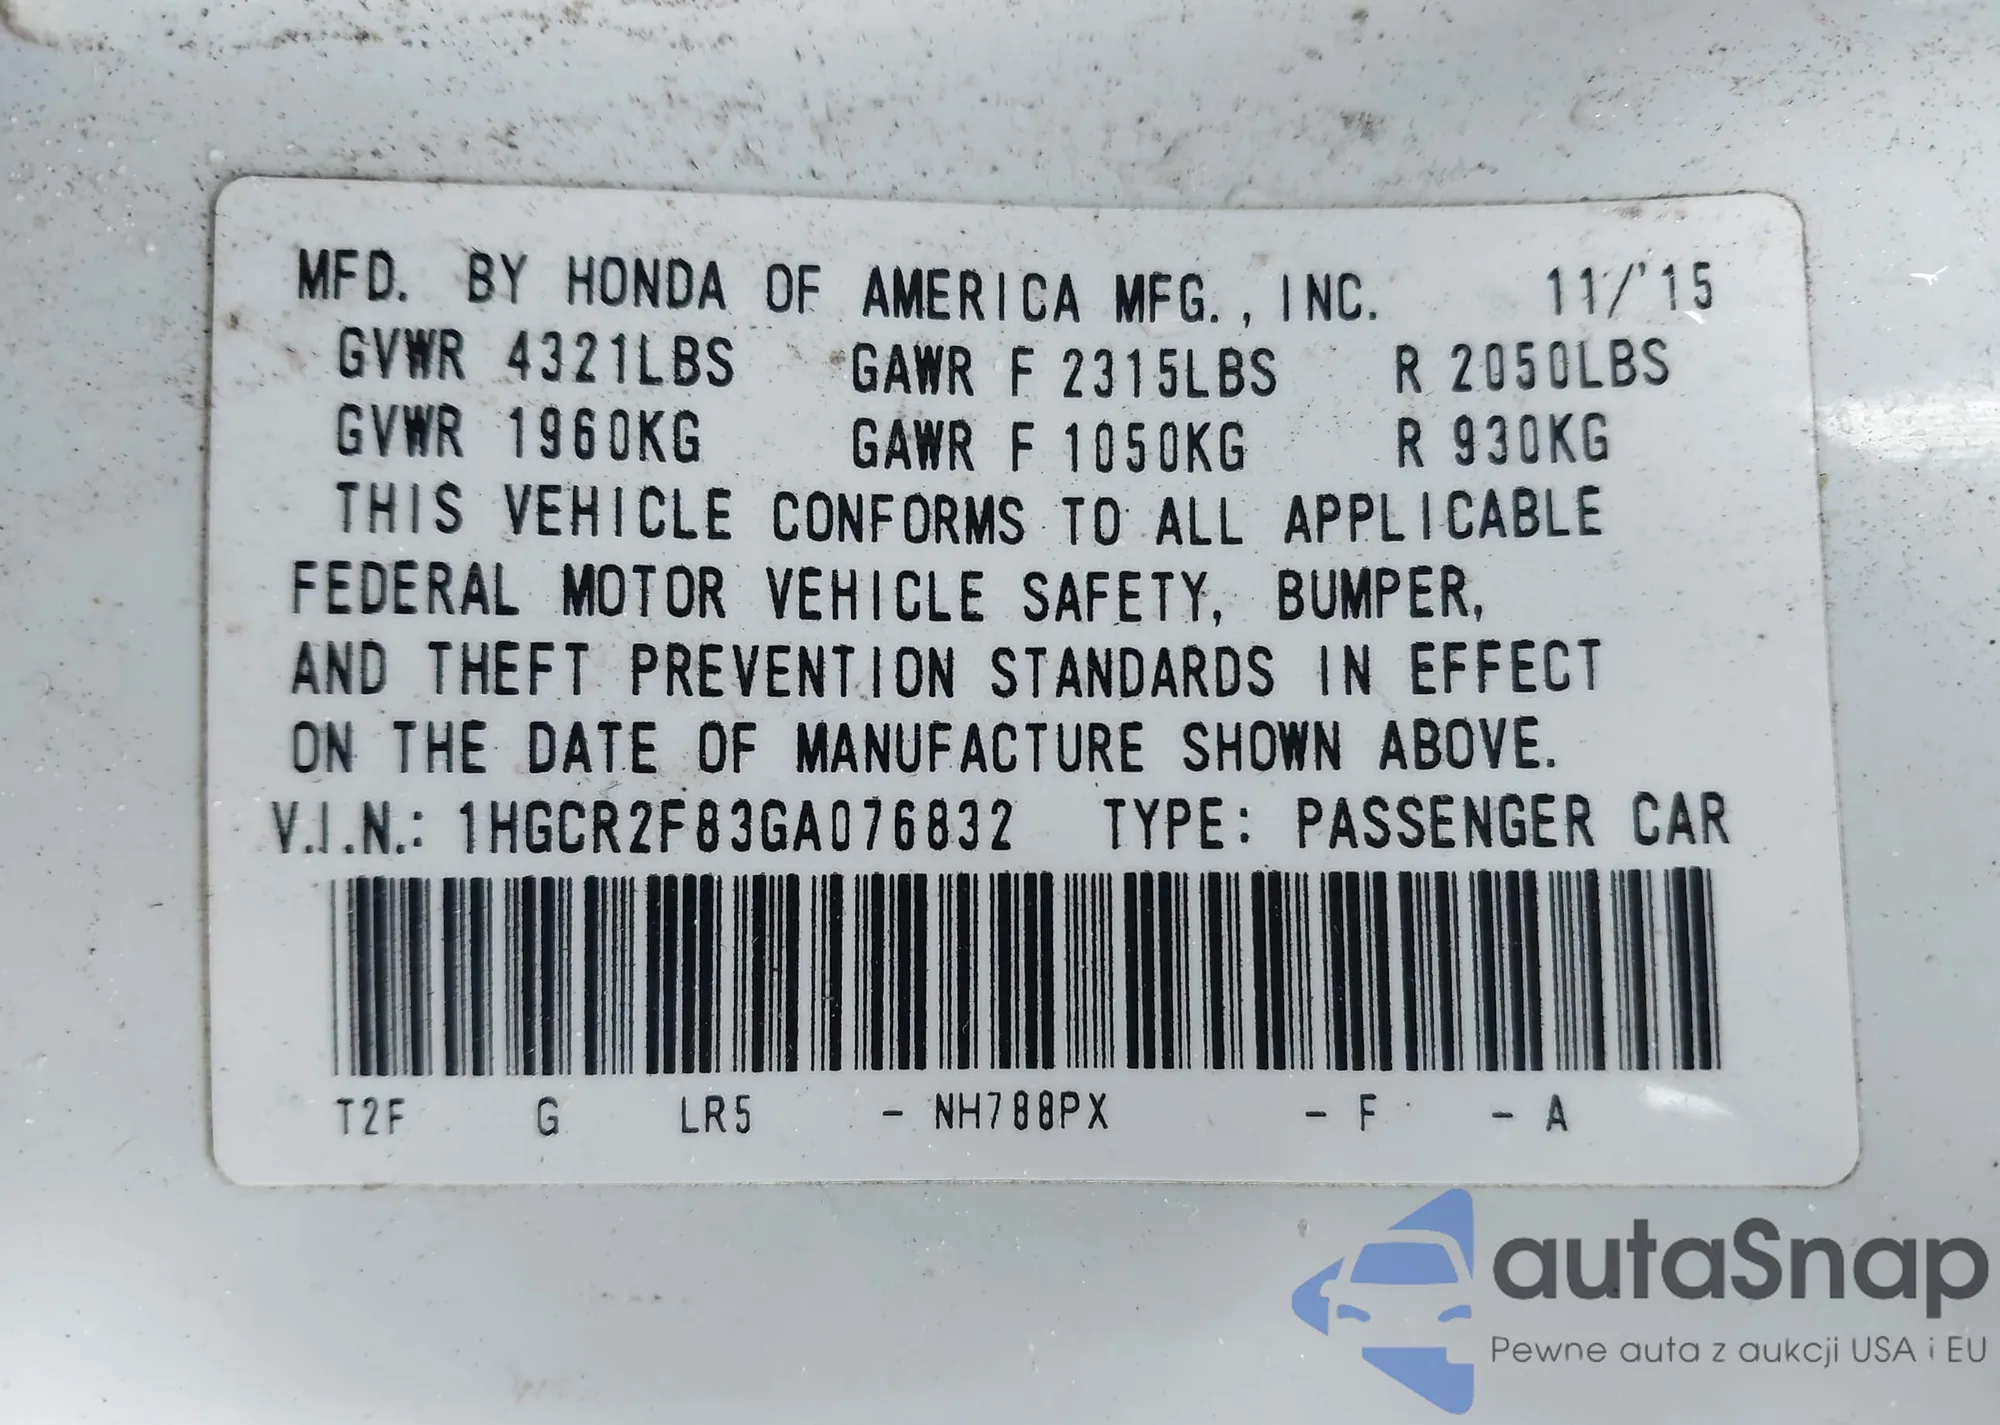 MFD. BY HONDA OF AMERICA MFG., INC. 11/'15
GVWR 4321LBS GAWR F 2315LBS R 2050LBS
GVWR 1960KG GAWR F 1050KG R 930KG
THIS VEHICLE CONFORMS TO ALL APPLICABLE
FEDERAL MOTOR VEHICLE SAFETY, BUMPER,
AND THEFT PREVENTION STANDARDS IN EFFECT
ON THE DATE OF MANUFACTURE SHOWN ABOVE.
V.I.N.: 1HGCR2F83GA076832 TYPE: PASSENGER CAR
T2F G LR5 - NH788PX - F - A
autaSnap
Pewne auta z aukcji USA i EU